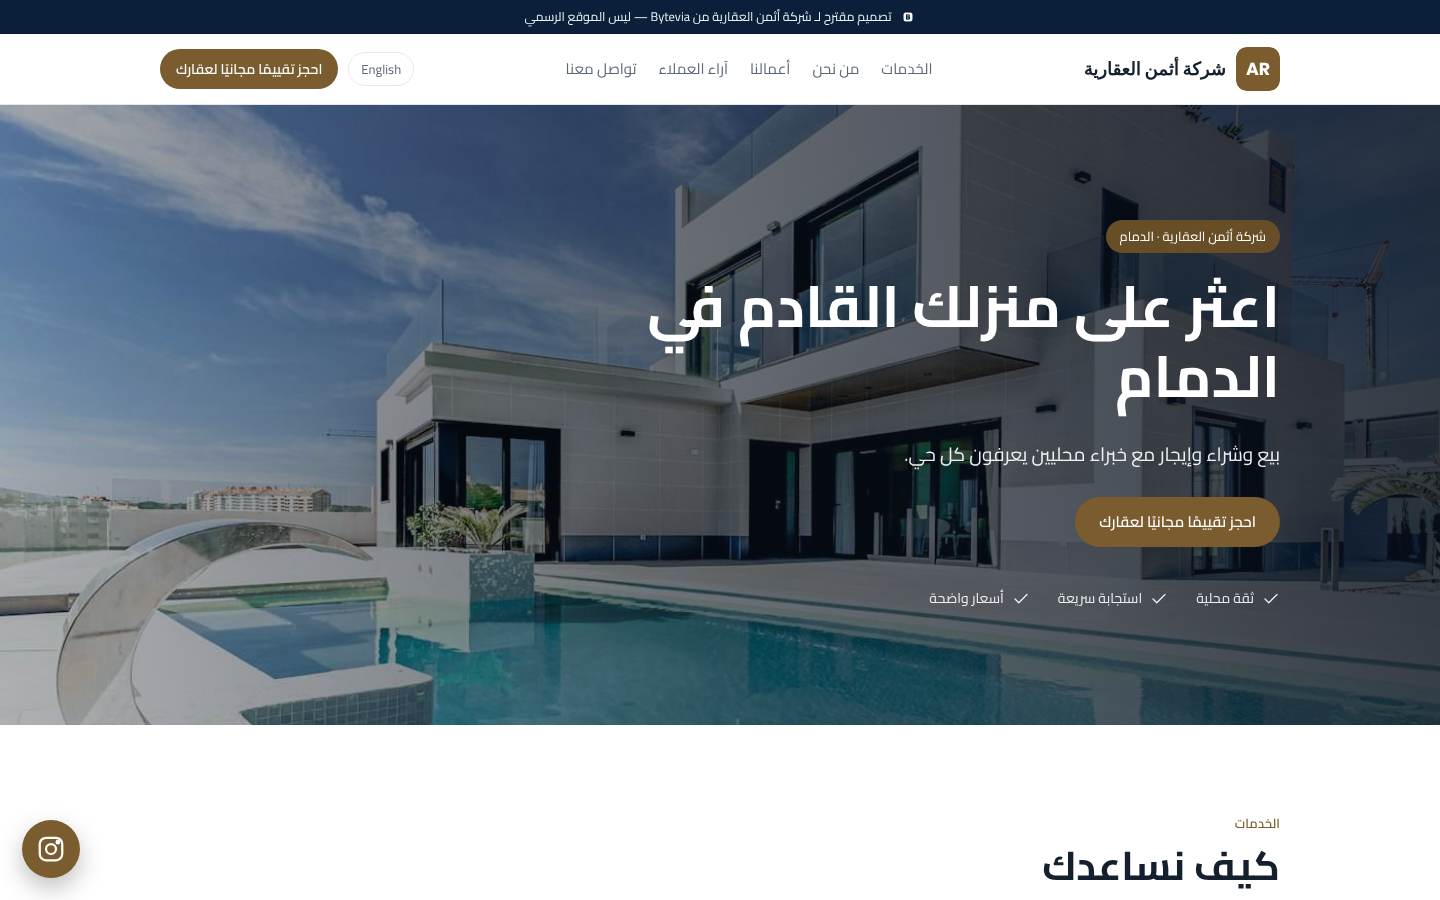 تصميم مقترح لـ شركة أثمن العقارية من Bytevia — ليس الموقع الرسمي
AR
شركة أثمن العقارية
الخدمات
من نحن
أعمالنا
آراء العملاء
تواصل معنا
English
احجز تقييمًا مجانيًا لعقارك
شركة أثمن العقارية · الدمام
اعثر على منزلك القادم في
الدمام
بيع وشراء وإيجار مع خبراء محليين يعرفون كل حي.
احجز تقييمًا مجانيًا لعقارك
ثقة محلية
استجابة سريعة
أسعار واضحة
الخدمات
كيف نساعدك